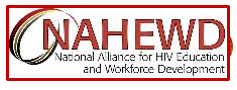 NAHEWD
National Alliance for HIV Education
and Workforce Development